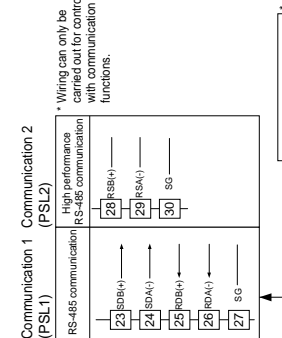 Communication 1
(PSL1)
RS-485 communication
23 SDB(+)
24 SDA(-)
25 RDB(+)
26 RDA(-)
27 SG
Communication 2
(PSL2)
High performance
RS-485 communication
28 RSB(+)
29 RSA(-)
30 SG
* Wiring can only be
carried out for contro
with communication
functions.
*